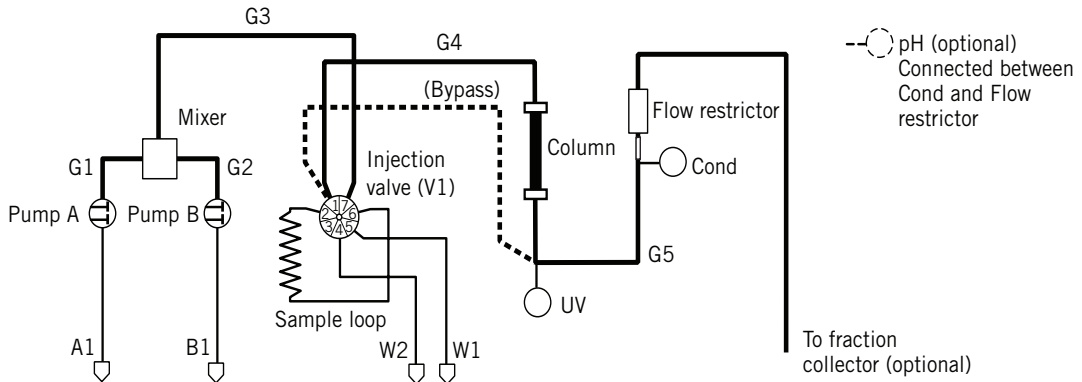 G3
G4
(Bypass)
pH (optional)
Connected between
Cond and Flow
restrictor
Mixer
Flow restrictor
G1
G2
Injection
valve (V1)
Column
Cond
Pump A
Pump B
1 7
2 6
3 4 5
G5
UV
Sample loop
A1
B1
W2
W1
To fraction
collector (optional)